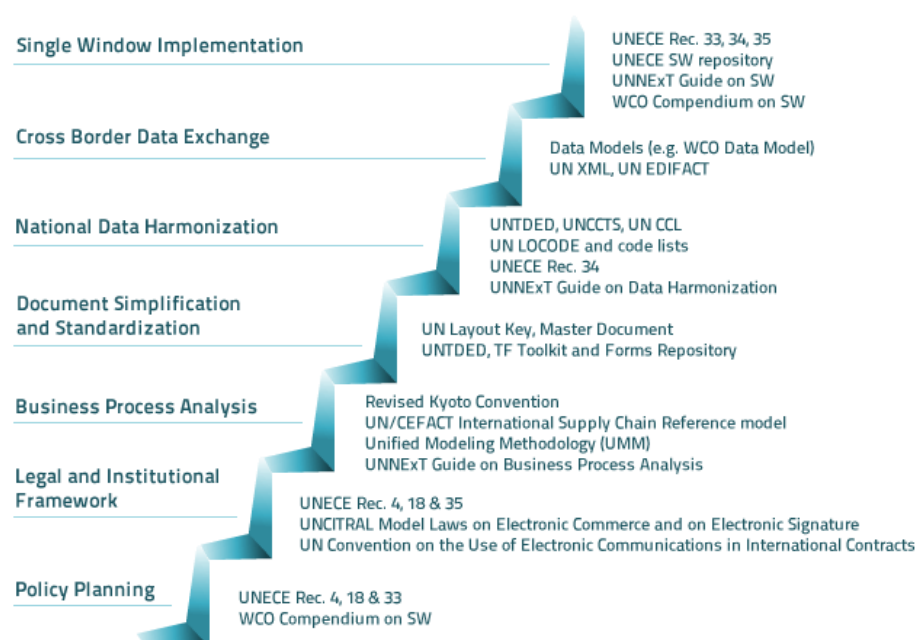 Single Window Implementation
UNECE Rec. 33, 34, 35
UNECE SW repository
UNNExT Guide on SW
WCO Compendium on SW
Cross Border Data Exchange
Data Models (e.g. WCO Data Model)
UN XML, UN EDIFACT
National Data Harmonization
UNTDED, UNCCTS, UN CCL
UN LOCODE and code lists
UNECE Rec. 34
UNNExT Guide on Data Harmonization
Document Simplification
and Standardization
UN Layout Key, Master Document
UNTDED, TF Toolkit and Forms Repository
Business Process Analysis
Revised Kyoto Convention
UN/CEFACT International Supply Chain Reference model
Unified Modeling Methodology (UMM)
UNNExT Guide on Business Process Analysis
Legal and Institutional
Framework
UNECE Rec. 4, 18 & 35
UNCITRAL Model Laws on Electronic Commerce and on Electronic Signature
UN Convention on the Use of Electronic Communications in International Contracts
Policy Planning
UNECE Rec. 4, 18 & 33
WCO Compendium on SW